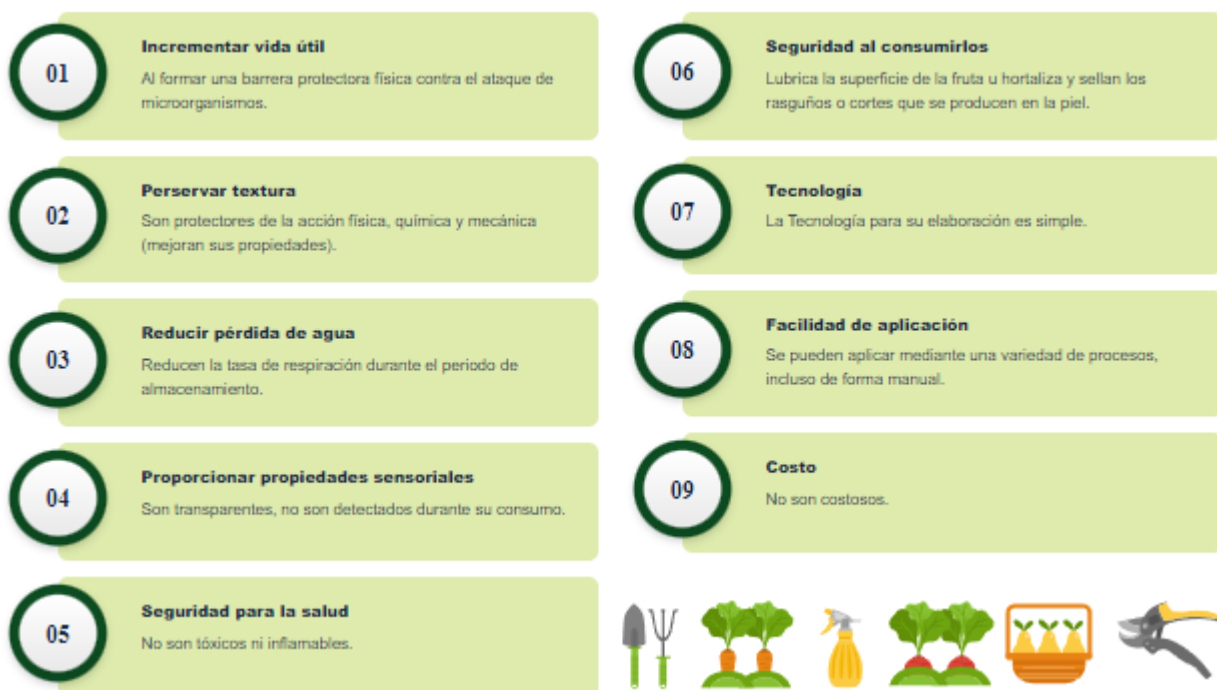 01
Incrementar vida útil
Al formar una barrera protectora física contra el ataque de
microorganismos.
02
Perservar textura
Son protectores de la acción física, química y mecánica
(mejoran sus propiedades).
03
Reducir pérdida de agua
Reducen la tasa de respiración durante el periodo de
almacenamiento.
04
Proporcionar propiedades sensoriales
Son transparentes, no son detectados durante su consumo.
05
Seguridad para la salud
No son tóxicos ni inflamables.
06
Seguridad al consumirlos
Lubrica la superficie de la fruta u hortaliza y sellan los
rasguños o cortes que se producen en la piel.
07
Tecnología
La Tecnología para su elaboración es simple.
08
Facilidad de aplicación
Se pueden aplicar mediante una variedad de procesos,
incluso de forma manual.
09
Costo
No son costosos.